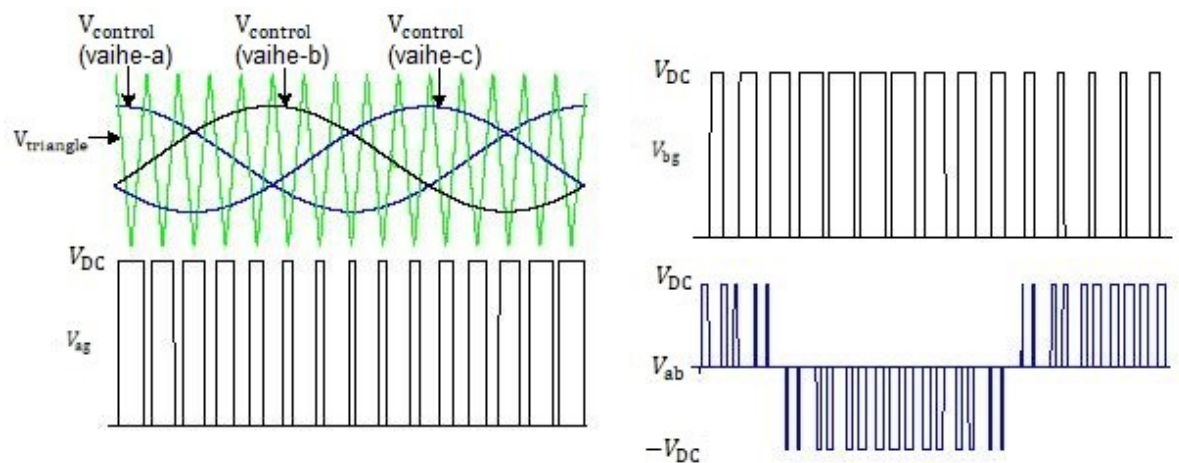 V_control V_control V_control
(vaihe-a) (vaihe-b) (vaihe-c)
V_triangle
V_DC
V_ag
V_DC
V_bg
V_DC
V_ab
−V_DC